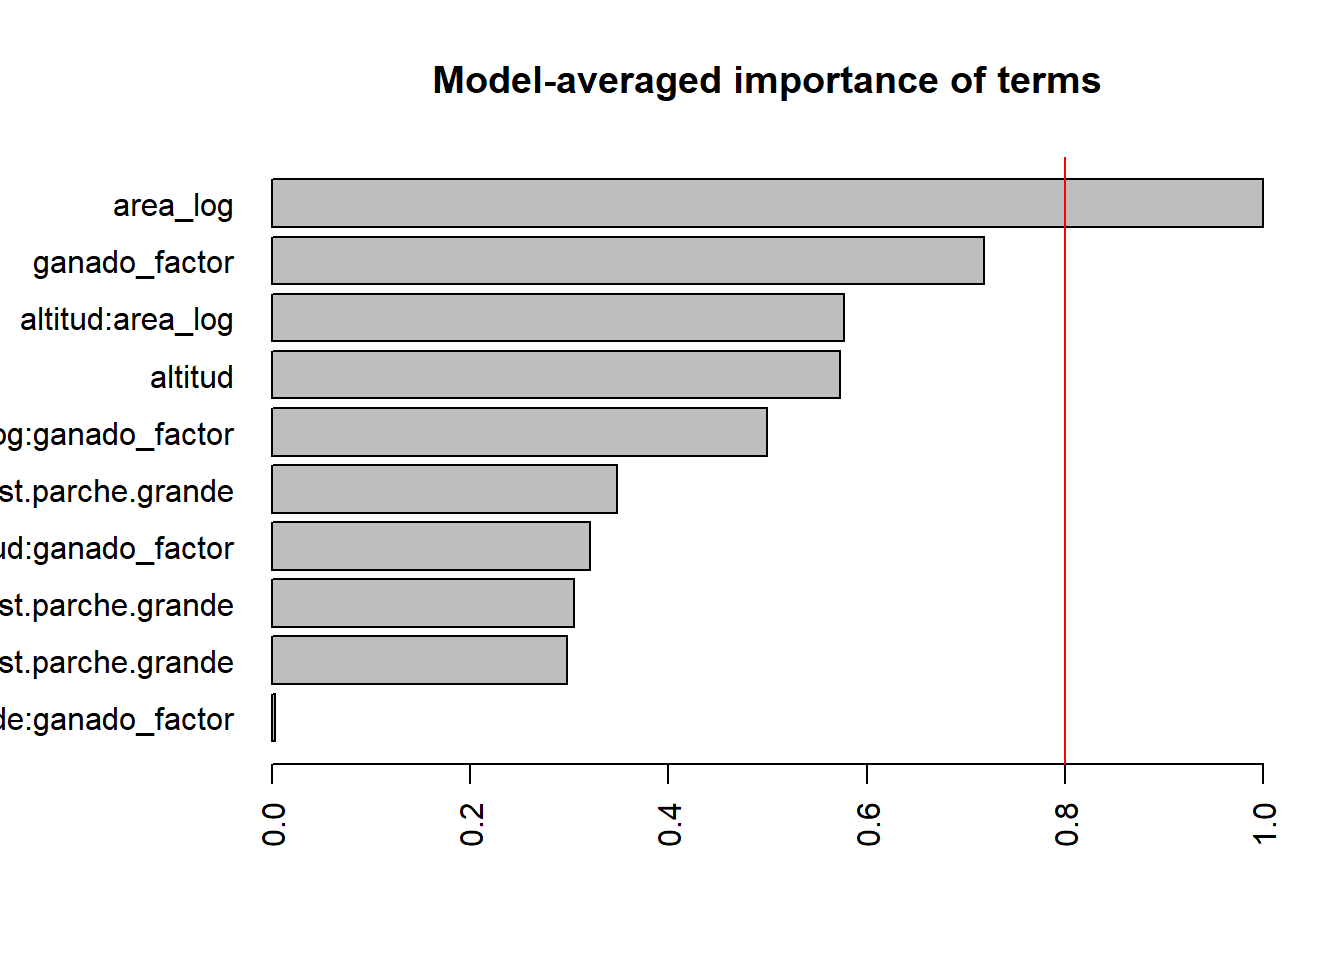 Model-averaged importance of terms
area_log
ganado_factor
altitud:area_log
altitud
og:ganado_factor
st.parche.grande
ud:ganado_factor
st.parche.grande
st.parche.grande
de:ganado_factor
0.0 0.2 0.4 0.6 0.8 1.0